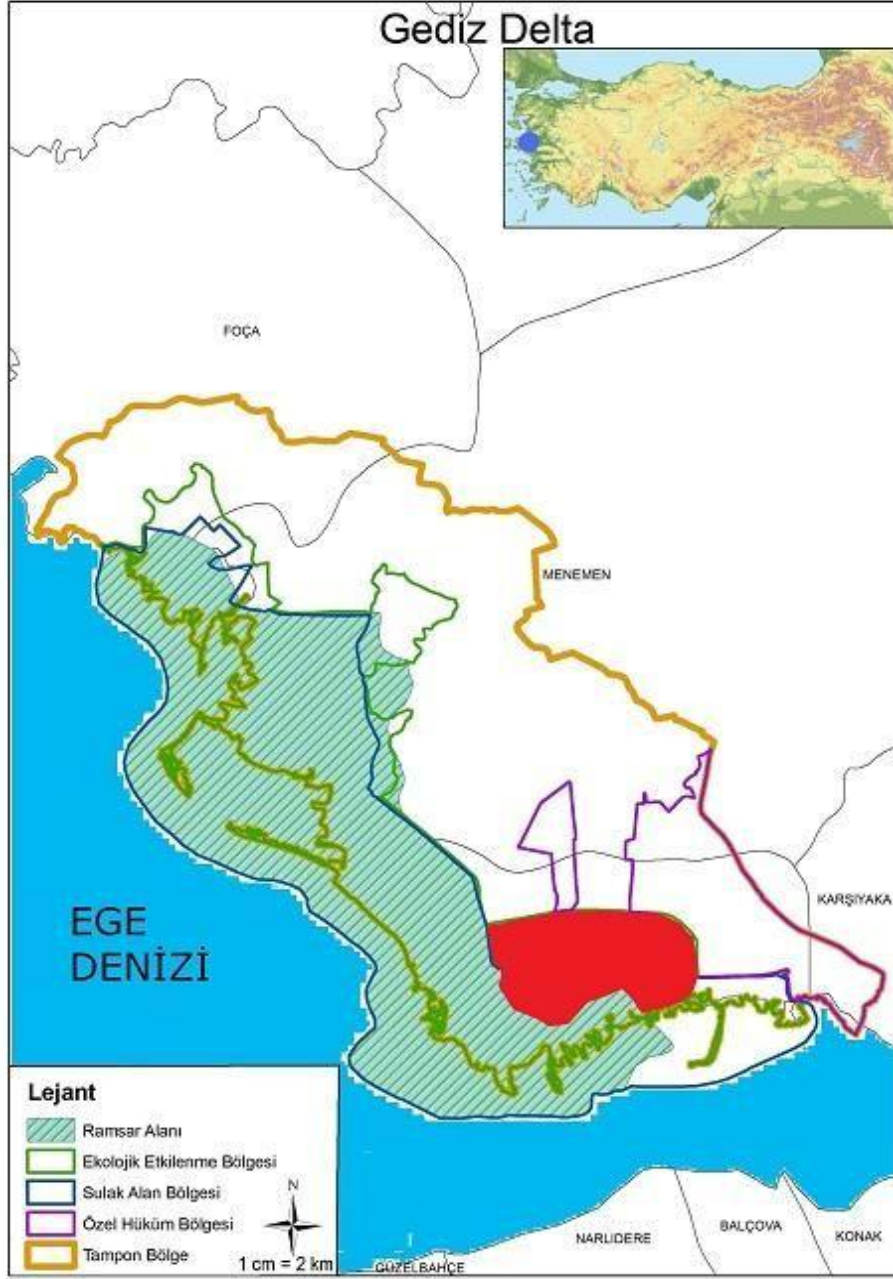 Gediz Delta
FOÇA
MENEMEN
KARŞIYAKA
EGE
DENİZİ
Lejant
Ramsar Alanı
Ekolojik Etkilenme Bölgesi
Sulak Alan Bölgesi
Özel Hüküm Bölgesi
Tampon Bölge
N
1 cm = 2 km
GÜZELBAHÇE
NARLIDERE
BALÇOVA
KONAK